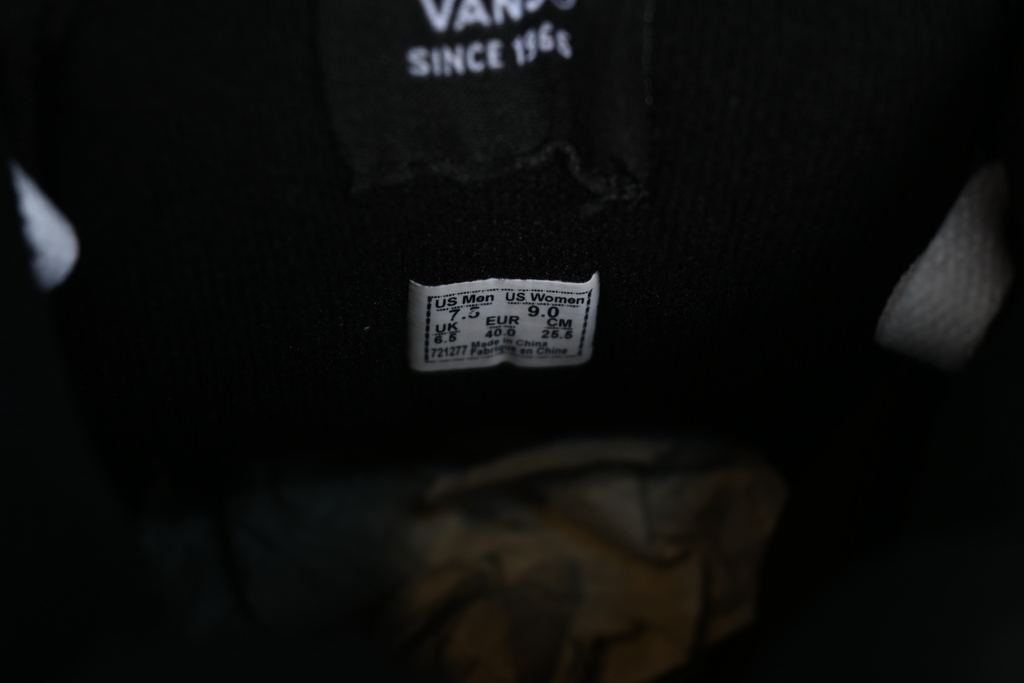 VANS
SINCE 1966
US Men US Women
7.5 9.0
UK EUR CM
6.5 40.0 25.5
Made in China
721277 Fabriqué en Chine